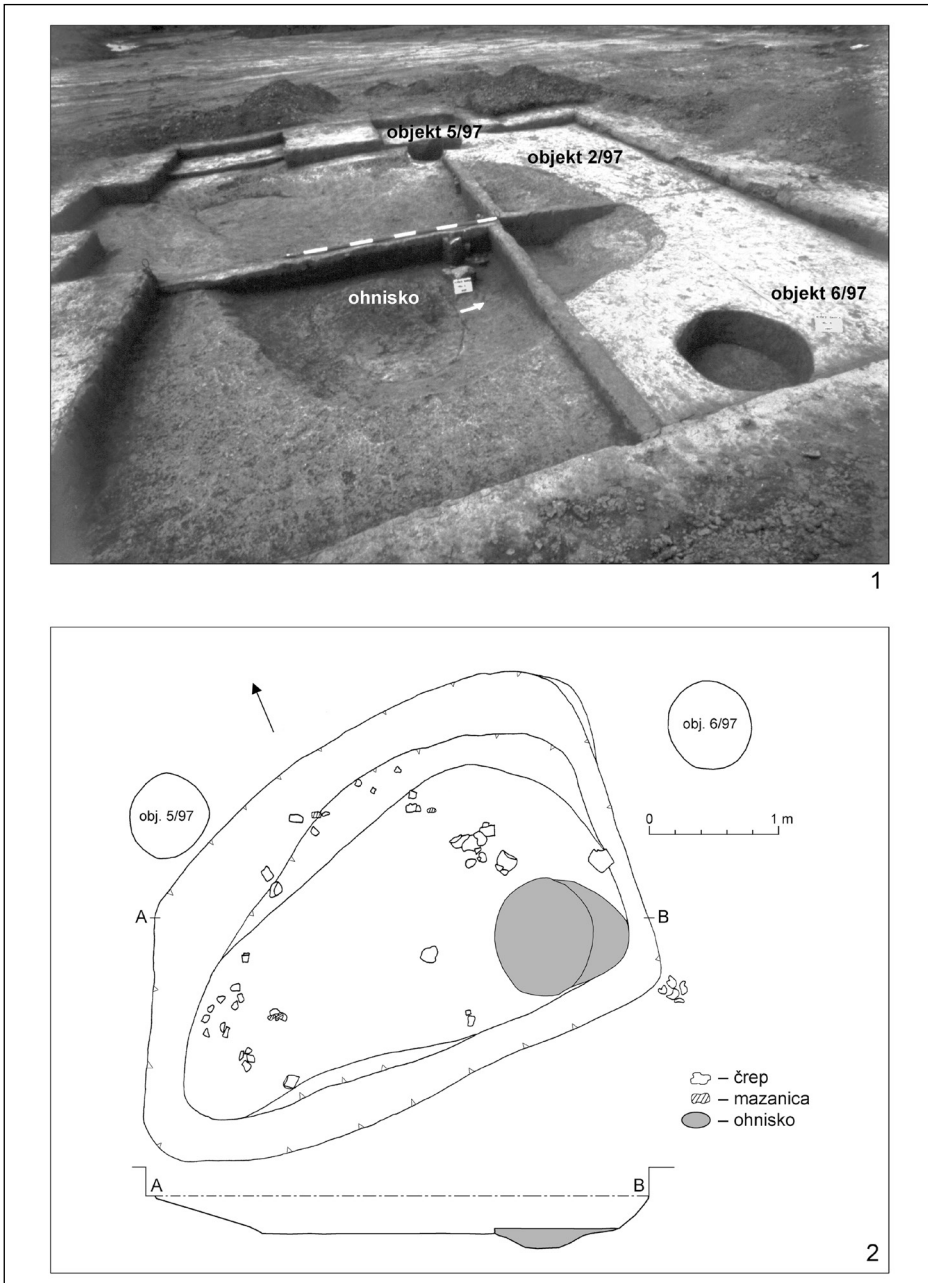 objekt 5/97
objekt 2/97
objekt 6/97
ohnisko
1
obj. 6/97
obj. 5/97
0 1 m
A B
– črep
– mazanica
– ohnisko
A B
2